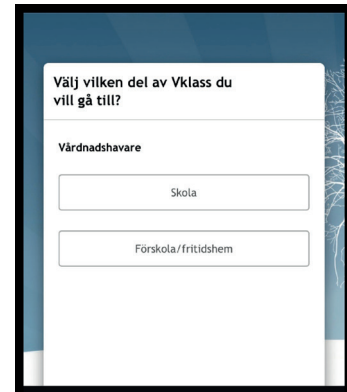 Välj vilken del av Vklass du
vill gå till?
Vårdnadshavare
Skola
Förskola/fritidshem